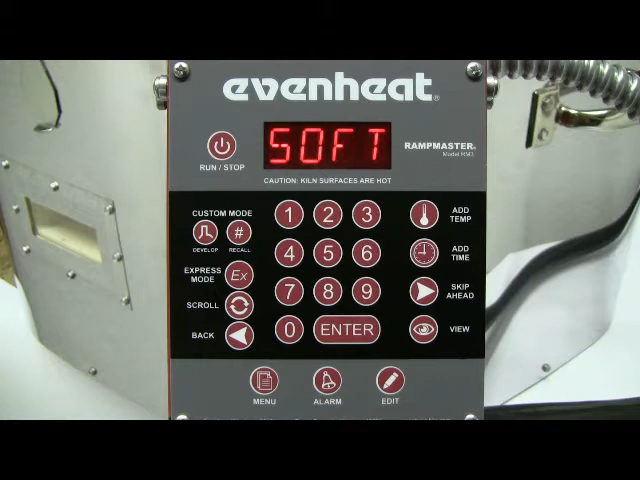 evenheat®
SOFT
RAMPMASTER®
Model RM3
RUN / STOP
CAUTION: KILN SURFACES ARE HOT
CUSTOM MODE
1 2 3
ADD TEMP
#
DEVELOP RECALL
4 5 6
ADD TIME
EXPRESS MODE
Ex
7 8 9
SKIP AHEAD
SCROLL
BACK
0 ENTER
VIEW
MENU ALARM EDIT